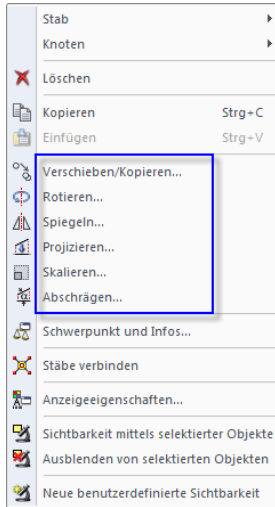 Stab
Knoten
Löschen
Kopieren Strg+C
Einfügen Strg+V
Verschieben/Kopieren...
Rotieren...
Spiegeln...
Projizieren...
Skalieren...
Abschrägen...
Schwerpunkt und Infos...
Stäbe verbinden
Anzeigeeigenschaften...
Sichtbarkeit mittels selektierter Objekte
Ausblenden von selektierten Objekten
Neue benutzerdefinierte Sichtbarkeit